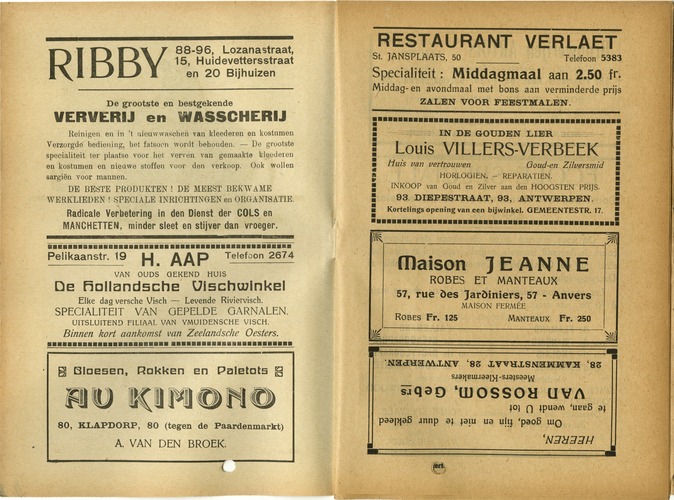 RIBBY
88-96, Lozanastraat,
15, Huidevettersstraat
en 20 Bijhuizen
De grootste en bestgekende
VERVERIJ en WASSCHERIJ
Reinigen en in 't nieuwwaschen van kleederen en kostumen
Verzorgde bediening, het fatsoen wordt behouden. — De grootste
specialiteit ter plaatse voor het verven van gemaakte kleederen
en kostumen en nieuwe stoffen voor den verkoop. Ook wollen
sargiën voor mannen.
DE BESTE PRODUKTEN! DE MEEST BEKWAME
WERKLIEDEN! SPECIALE INRICHTINGEN en ORGANISATIE.
Radicale Verbetering in den Dienst der COLS en
MANCHETTEN, minder sleet en stijver dan vroeger.
Pelikaanstr. 19 H. AAP Telefoon 2674
VAN OUDS GEKEND HUIS
De Hollandsche Vischwinkel
Elke dag versche Visch — Levende Riviervisch.
SPECIALITEIT VAN GEPELDE GARNALEN.
UITSLUITEND FILIAAL VAN YMUIDENSCHE VISCH.
Binnen kort aankomst van Zeelandsche Oesters.
Bloesen, Rokken en Paletots
AU KIMONO
80, KLAPDORP, 80 (tegen de Paardenmarkt)
A. VAN DEN BROEK.
RESTAURANT VERLAET
St. JANSPLAATS, 50 Telefoon 5383
Specialiteit : Middagmaal aan 2.50 fr.
Middag- en avondmaal met bons aan verminderde prijs
ZALEN VOOR FEESTMALEN.
IN DE GOUDEN LIER
Louis VILLERS-VERBEEK
Huis van vertrouwen Goud-en Zilversmid
HORLOGIEN, — REPARATIEN.
INKOOP van Goud en Zilver aan den HOOGSTEN PRIJS.
93. DIEPESTRAAT, 93, ANTWERPEN.
Kortelings opening van een bijwinkel. GEMEENTESTR. 17.
Maison JEANNE
ROBES ET MANTEAUX
57, rue des Jardiniers, 57 - Anvers
MAISON FERMÉE
ROBES Fr. 125 MANTEAUX Fr. 250
HEEREN,
Om goed, fijn en niet te duur gekleed
te gaan, wendt U tot
VAN ROSSOM, Gebrs
Meesters-Kleermakers
28, KAMMENSTRAAT 28, ANTWERPEN.